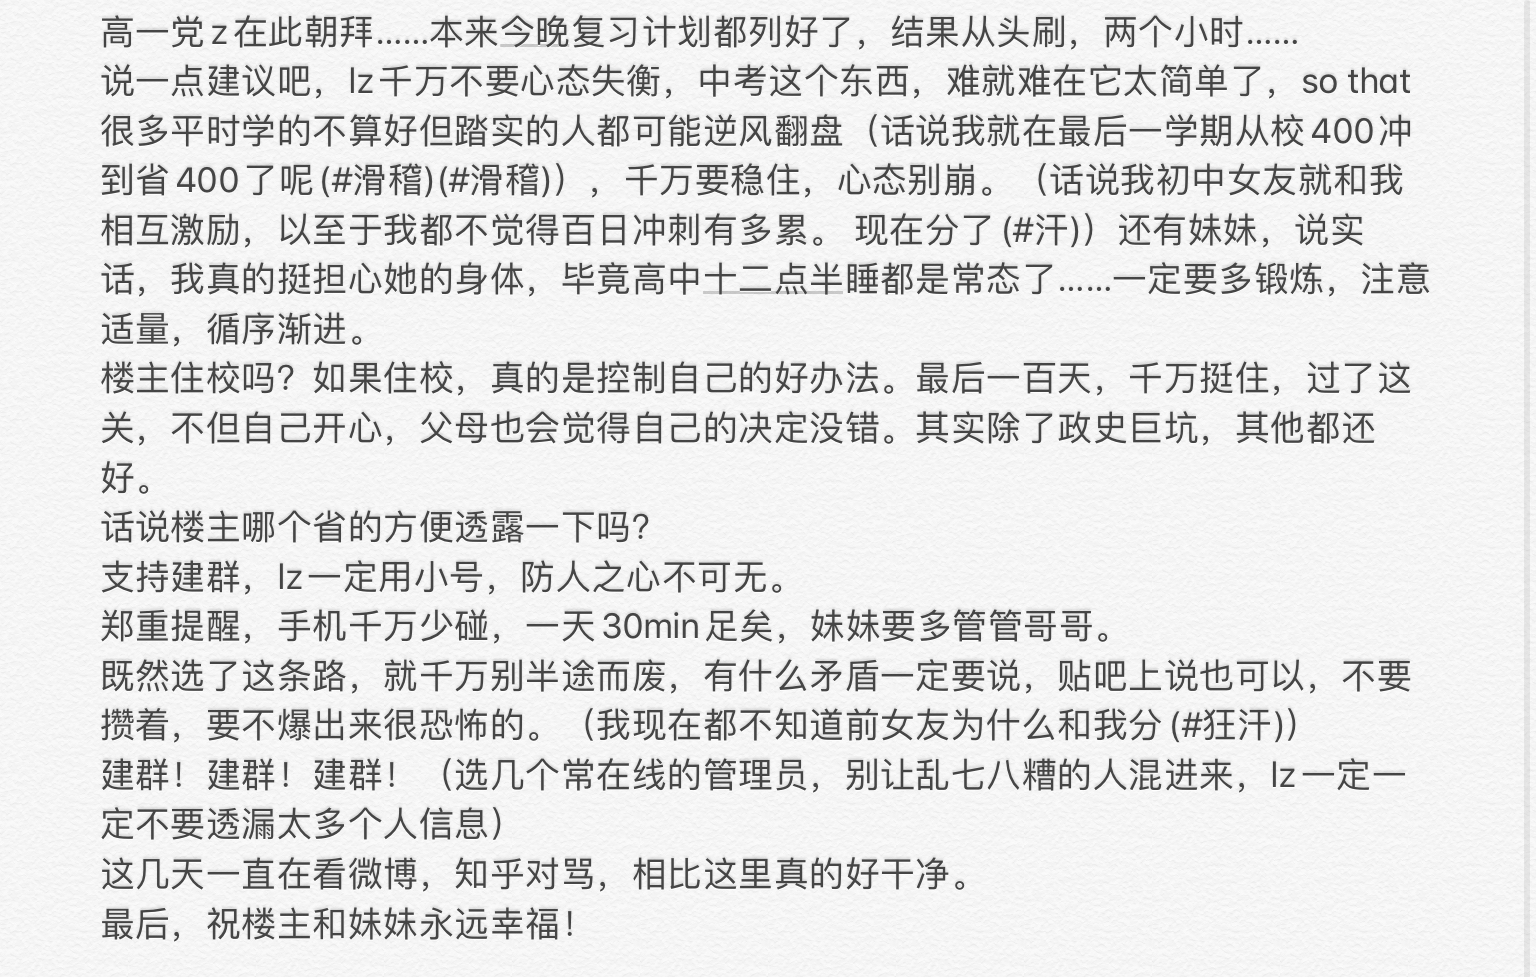 高一党z在此朝拜……本来今晚复习计划都列好了，结果从头刷，两个小时……
说一点建议吧，lz千万不要心态失衡，中考这个东西，难就难在它太简单了，so that
很多平时学的不算好但踏实的人都可能逆风翻盘（话说我就在最后一学期从校400冲
到省400了呢(#滑稽)(#滑稽)），千万要稳住，心态别崩。（话说我初中女友就和我
相互激励，以至于我都不觉得百日冲刺有多累。 现在分了(#汗)）还有妹妹，说实
话，我真的挺担心她的身体，毕竟高中十二点半睡都是常态了……一定要多锻炼，注意
适量，循序渐进。
楼主住校吗？如果住校，真的是控制自己的好办法。最后一百天，千万挺住，过了这
关，不但自己开心，父母也会觉得自己的决定没错。其实除了政史巨坑，其他都还
好。
话说楼主哪个省的方便透露一下吗？
支持建群，lz一定用小号，防人之心不可无。
郑重提醒，手机千万少碰，一天30min足矣，妹妹要多管管哥哥。
既然选了这条路，就千万别半途而废，有什么矛盾一定要说，贴吧上说也可以，不要
攒着，要不爆出来很恐怖的。（我现在都不知道前女友为什么和我分(#狂汗)）
建群！建群！建群！（选几个常在线的管理员，别让乱七八糟的人混进来，lz一定一
定不要透漏太多个人信息）
这几天一直在看微博，知乎对骂，相比这里真的好干净。
最后，祝楼主和妹妹永远幸福！